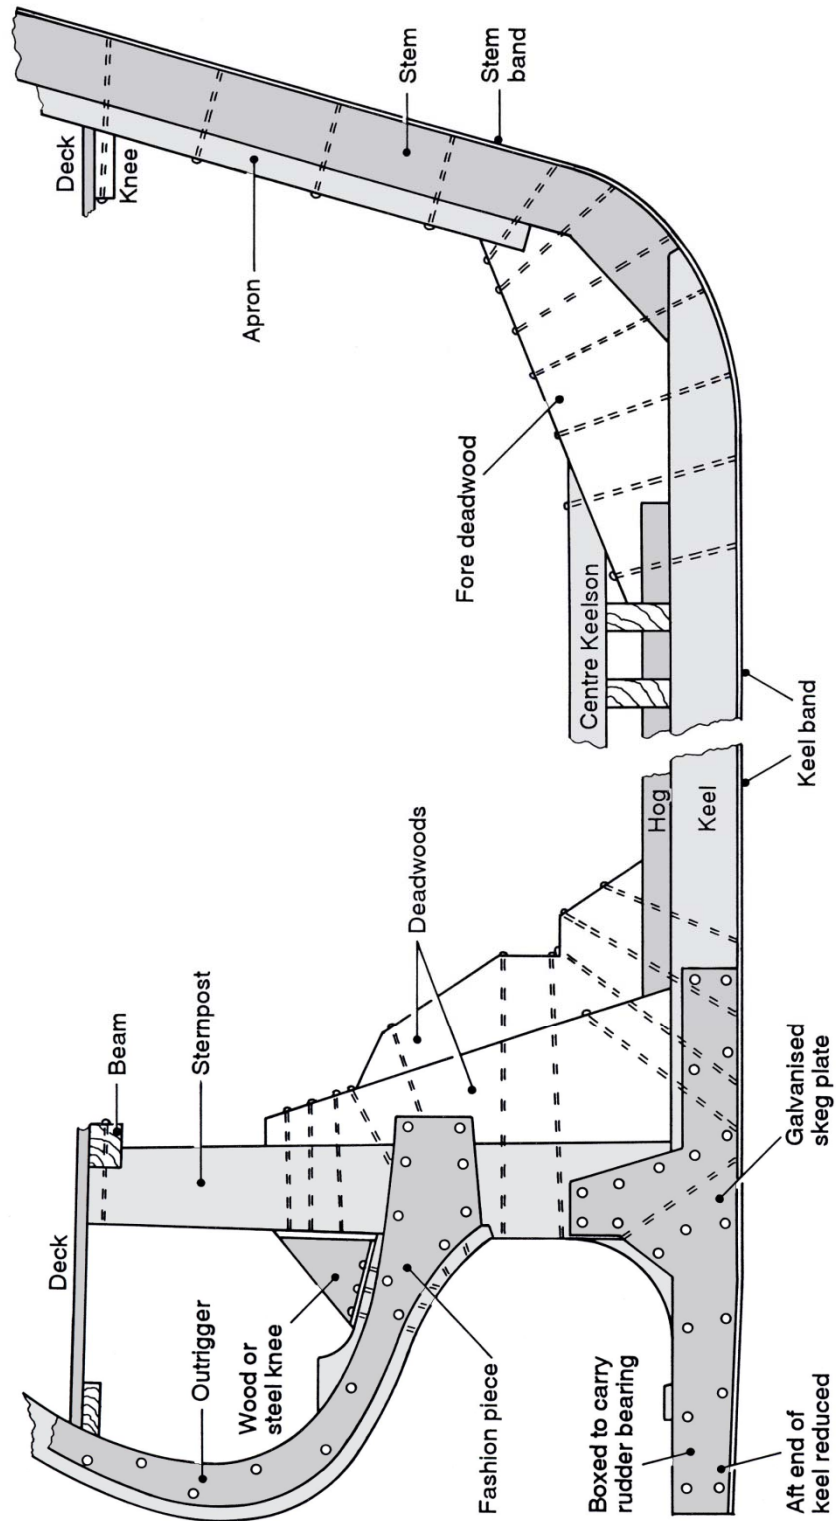 Deck
Knee
Stem
Stem
band
Apron
Fore deadwood
Centre Keelson
Keel band
Hog
Keel
Deadwoods
Sternpost
Beam
Deck
Outrigger
Wood or
steel knee
Fashion piece
Galvanised
skeg plate
Boxed to carry
rudder bearing
Aft end of
keel reduced